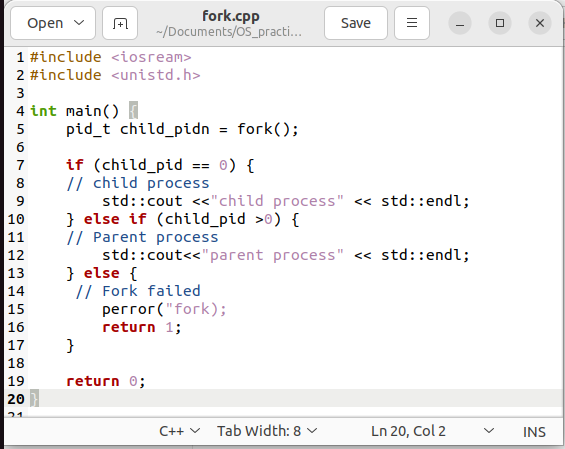 Open
fork.cpp
~/Documents/OS_practi...
Save
1 #include <iosream>
2 #include <unistd.h>
3
4 int main() {
5     pid_t child_pidn = fork();
6
7     if (child_pid == 0) {
8     // child process
9         std::cout <<"child process" << std::endl;
10     } else if (child_pid >0) {
11     // Parent process
12         std::cout<<"parent process" << std::endl;
13     } else {
14      // Fork failed
15         perror("fork);
16         return 1;
17     }
18
19     return 0;
20 }
21
C++ Tab Width: 8 Ln 20, Col 2 INS